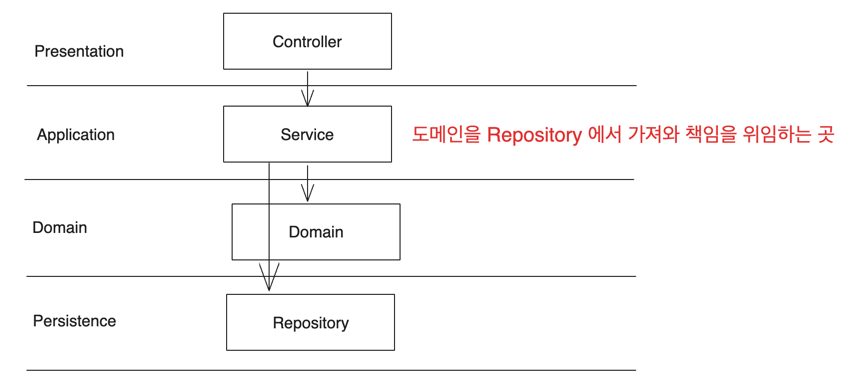 Controller
Presentation
Application
Service
도메인을 Repository 에서 가져와 책임을 위임하는 곳
Domain
Domain
Persistence
Repository